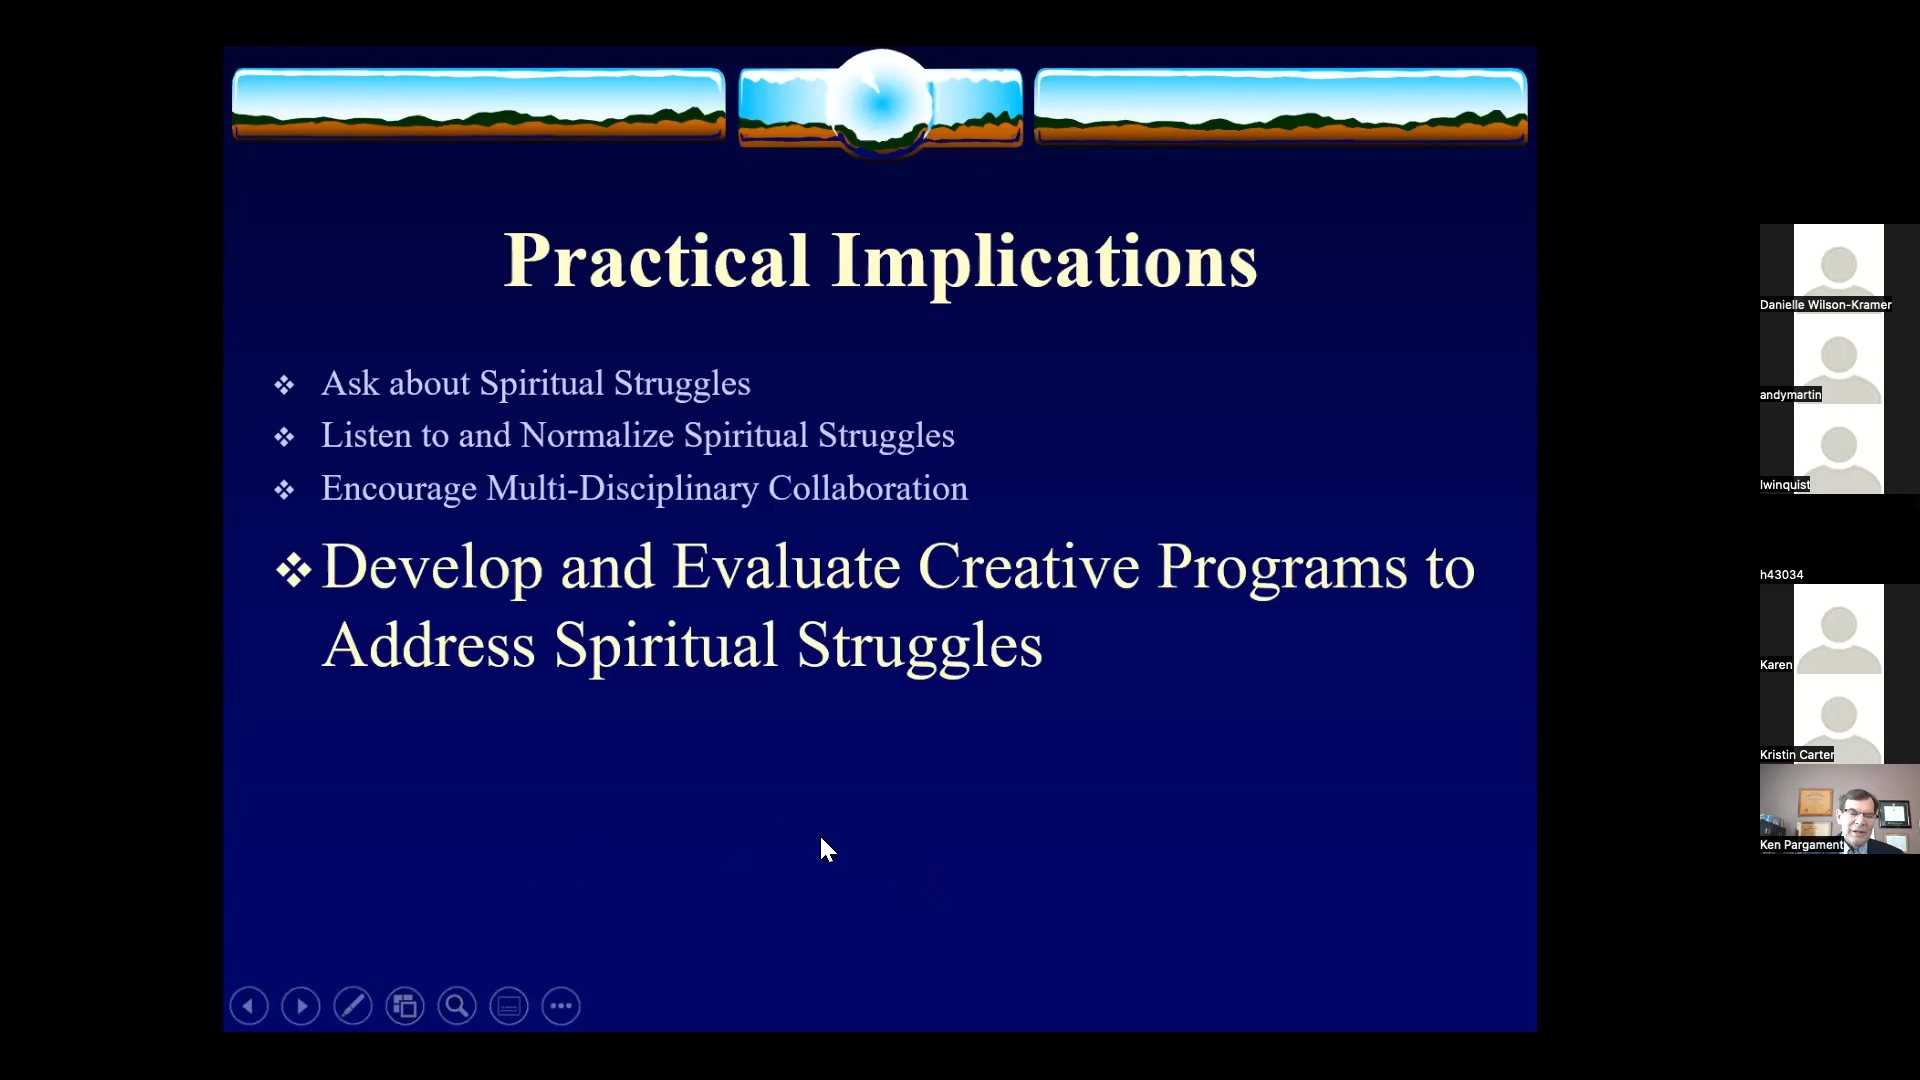 Practical Implications
❖ Ask about Spiritual Struggles
❖ Listen to and Normalize Spiritual Struggles
❖ Encourage Multi-Disciplinary Collaboration
❖ Develop and Evaluate Creative Programs to
Address Spiritual Struggles
Danielle Wilson-Kramer
andymartin
lwinquist
h43034
Karen
Kristin Carter
Ken Pargament